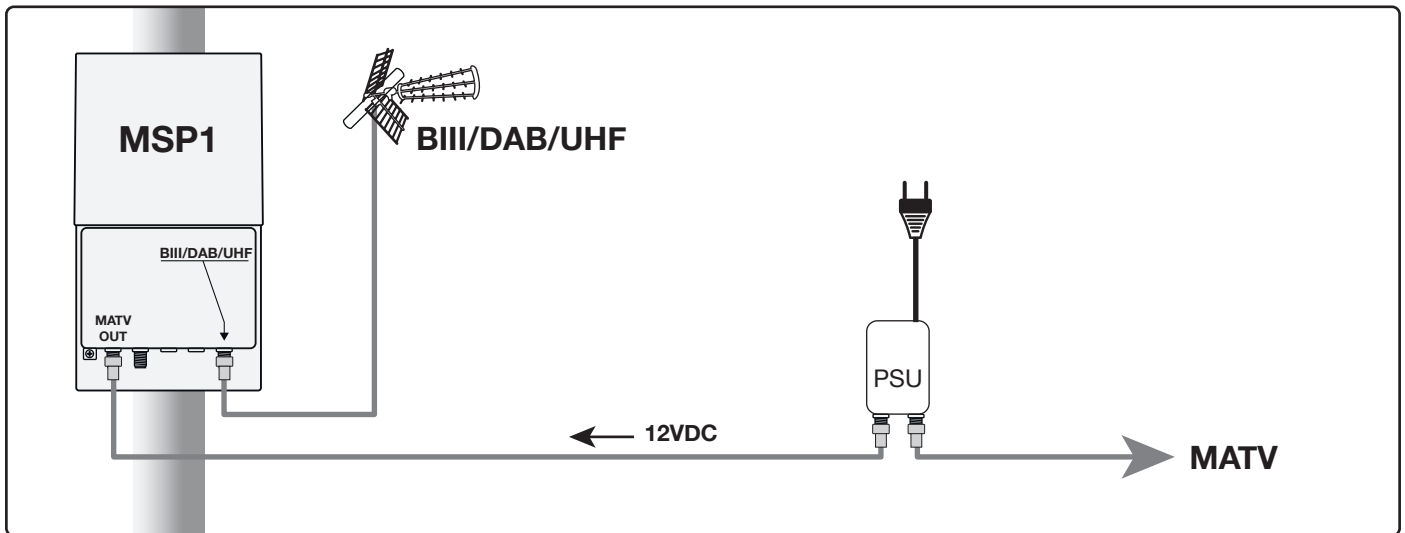 MSP1
BIII/DAB/UHF
BIII/DAB/UHF
MATV
OUT
PSU
12VDC
MATV